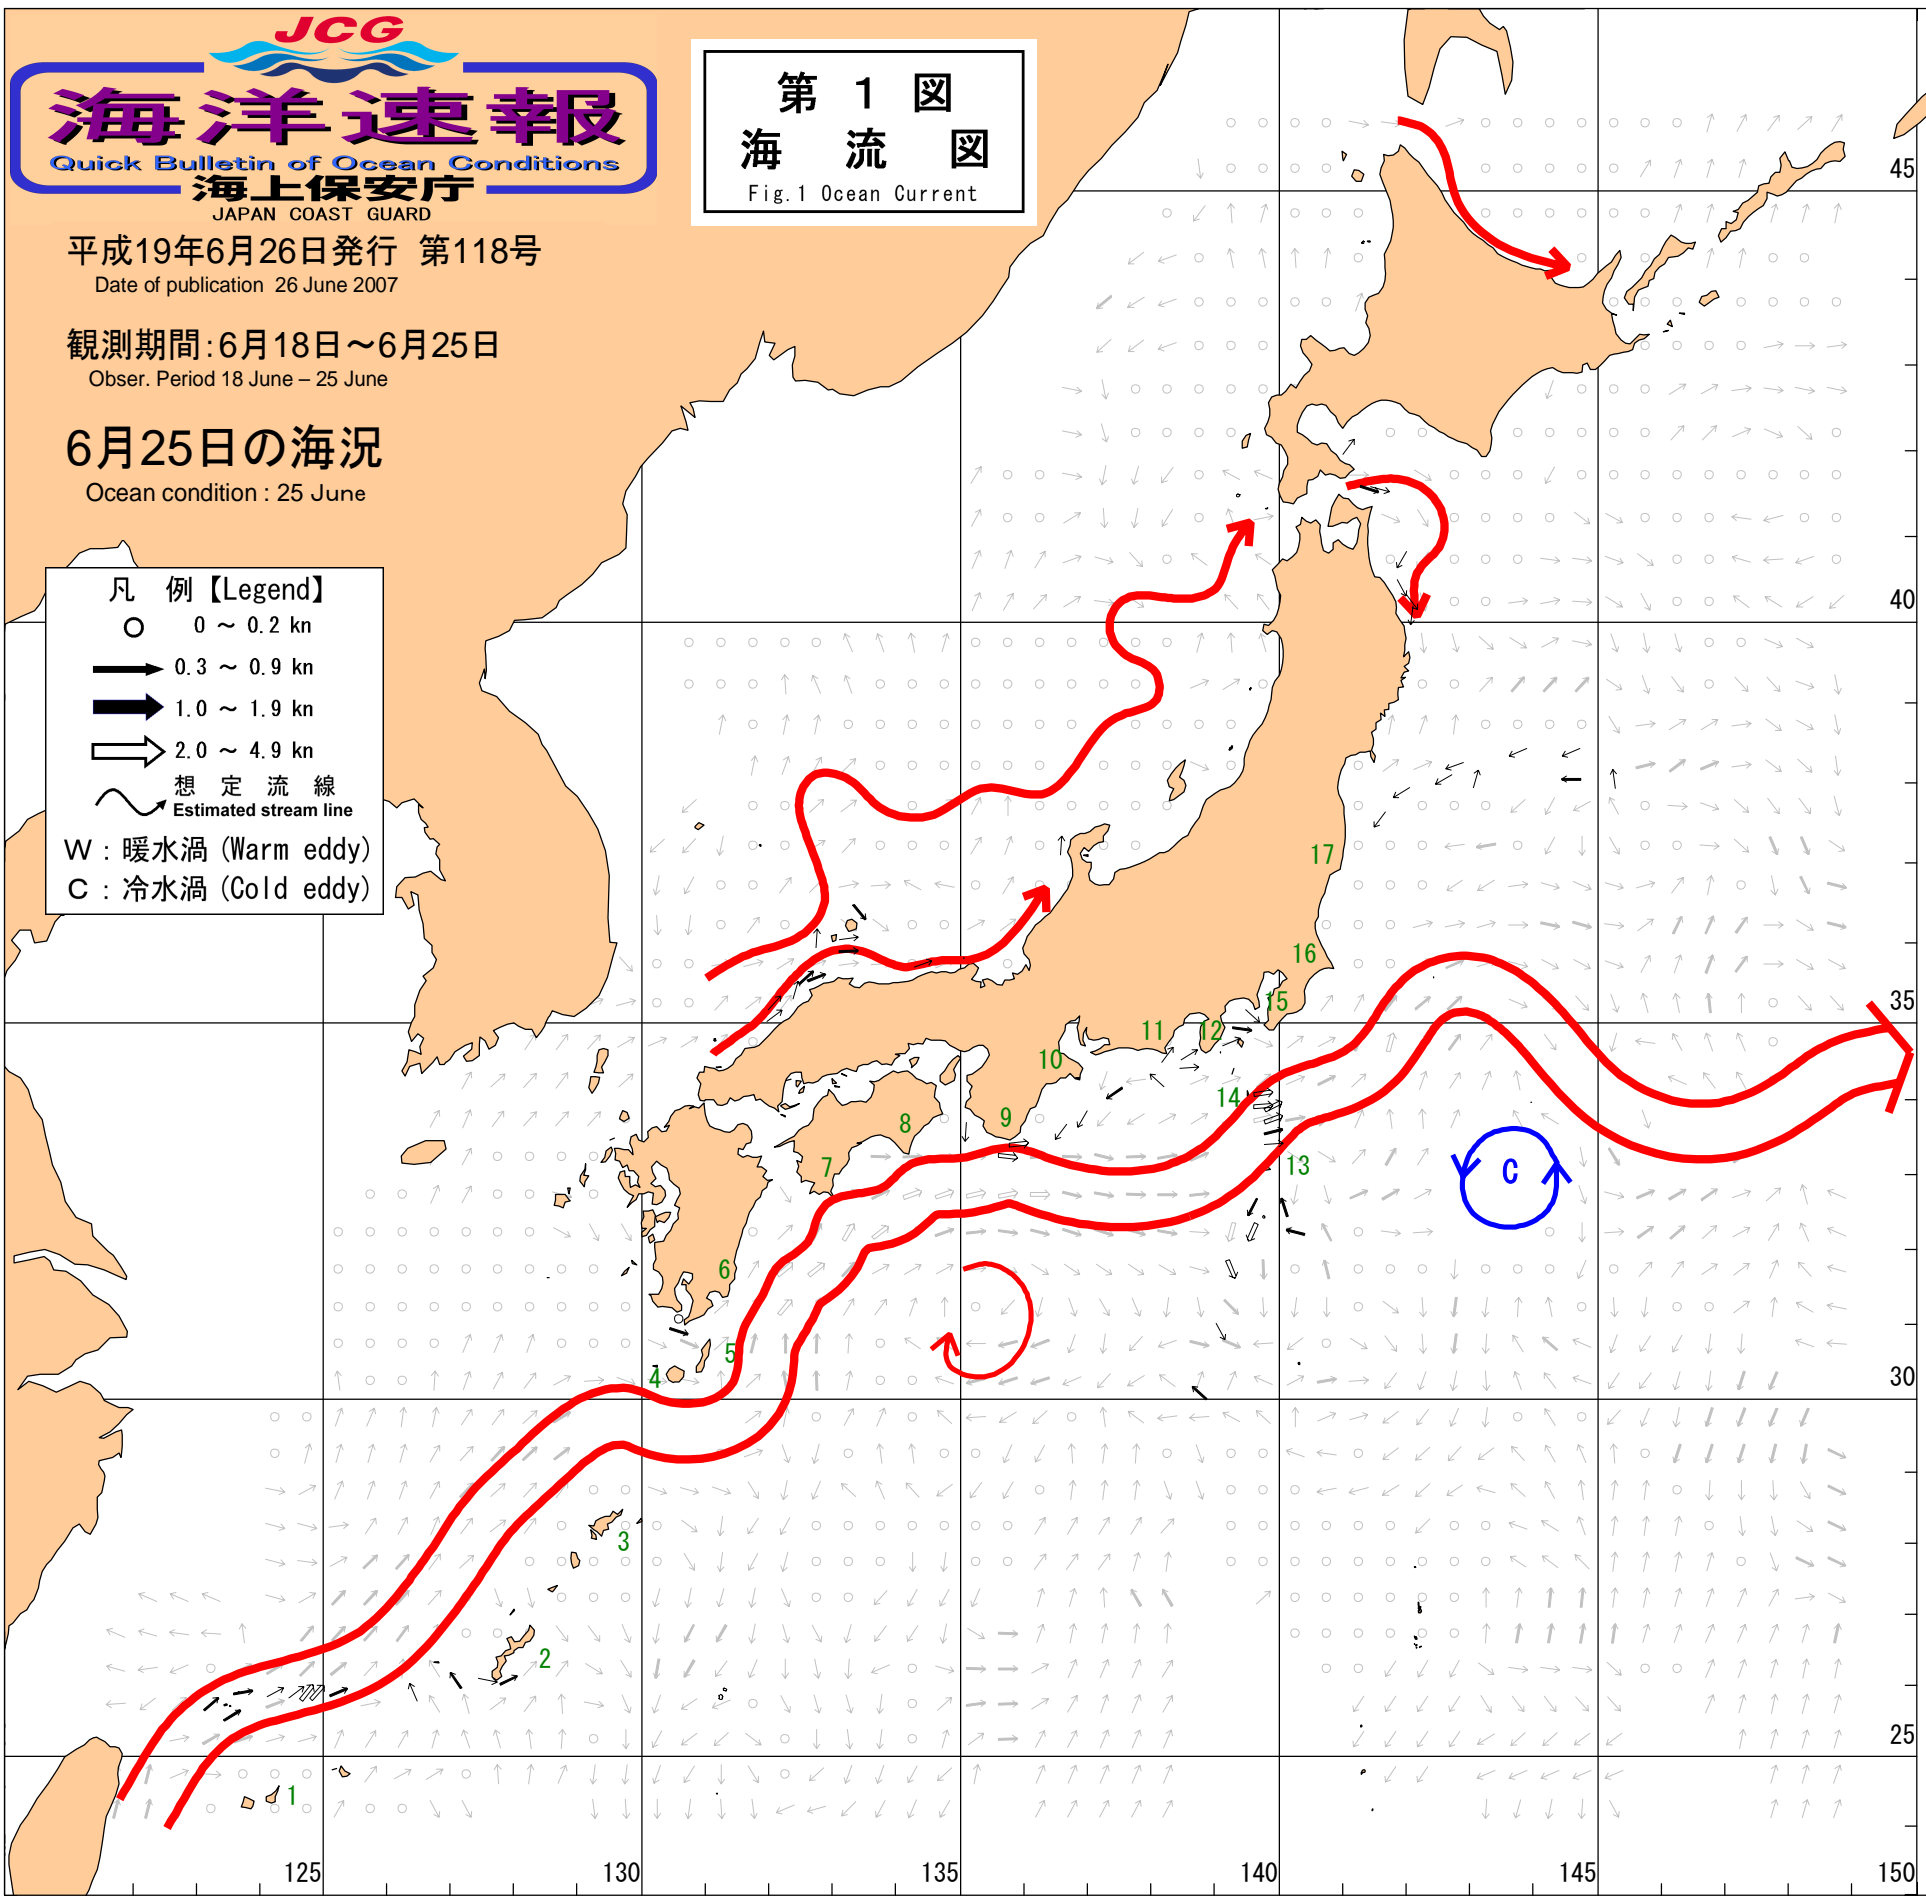 JCG
海洋速報
Quick Bulletin of Ocean Conditions
海上保安庁
JAPAN COAST GUARD
平成19年6月26日発行 第118号
Date of publication 26 June 2007
観測期間:6月18日～6月25日
Obser. Period 18 June – 25 June
6月25日の海況
Ocean condition : 25 June
第 1 図
海 流 図
Fig.1 Ocean Current
凡 例【Legend】
0 ～ 0.2 kn
0.3 ～ 0.9 kn
1.0 ～ 1.9 kn
2.0 ～ 4.9 kn
想 定 流 線
Estimated stream line
W : 暖水渦 (Warm eddy)
C : 冷水渦 (Cold eddy)
45
40
17
16
35
15
12
11
10
14
9
8
13
7
C
6
5
4
30
3
2
25
1
125
130
135
140
145
150